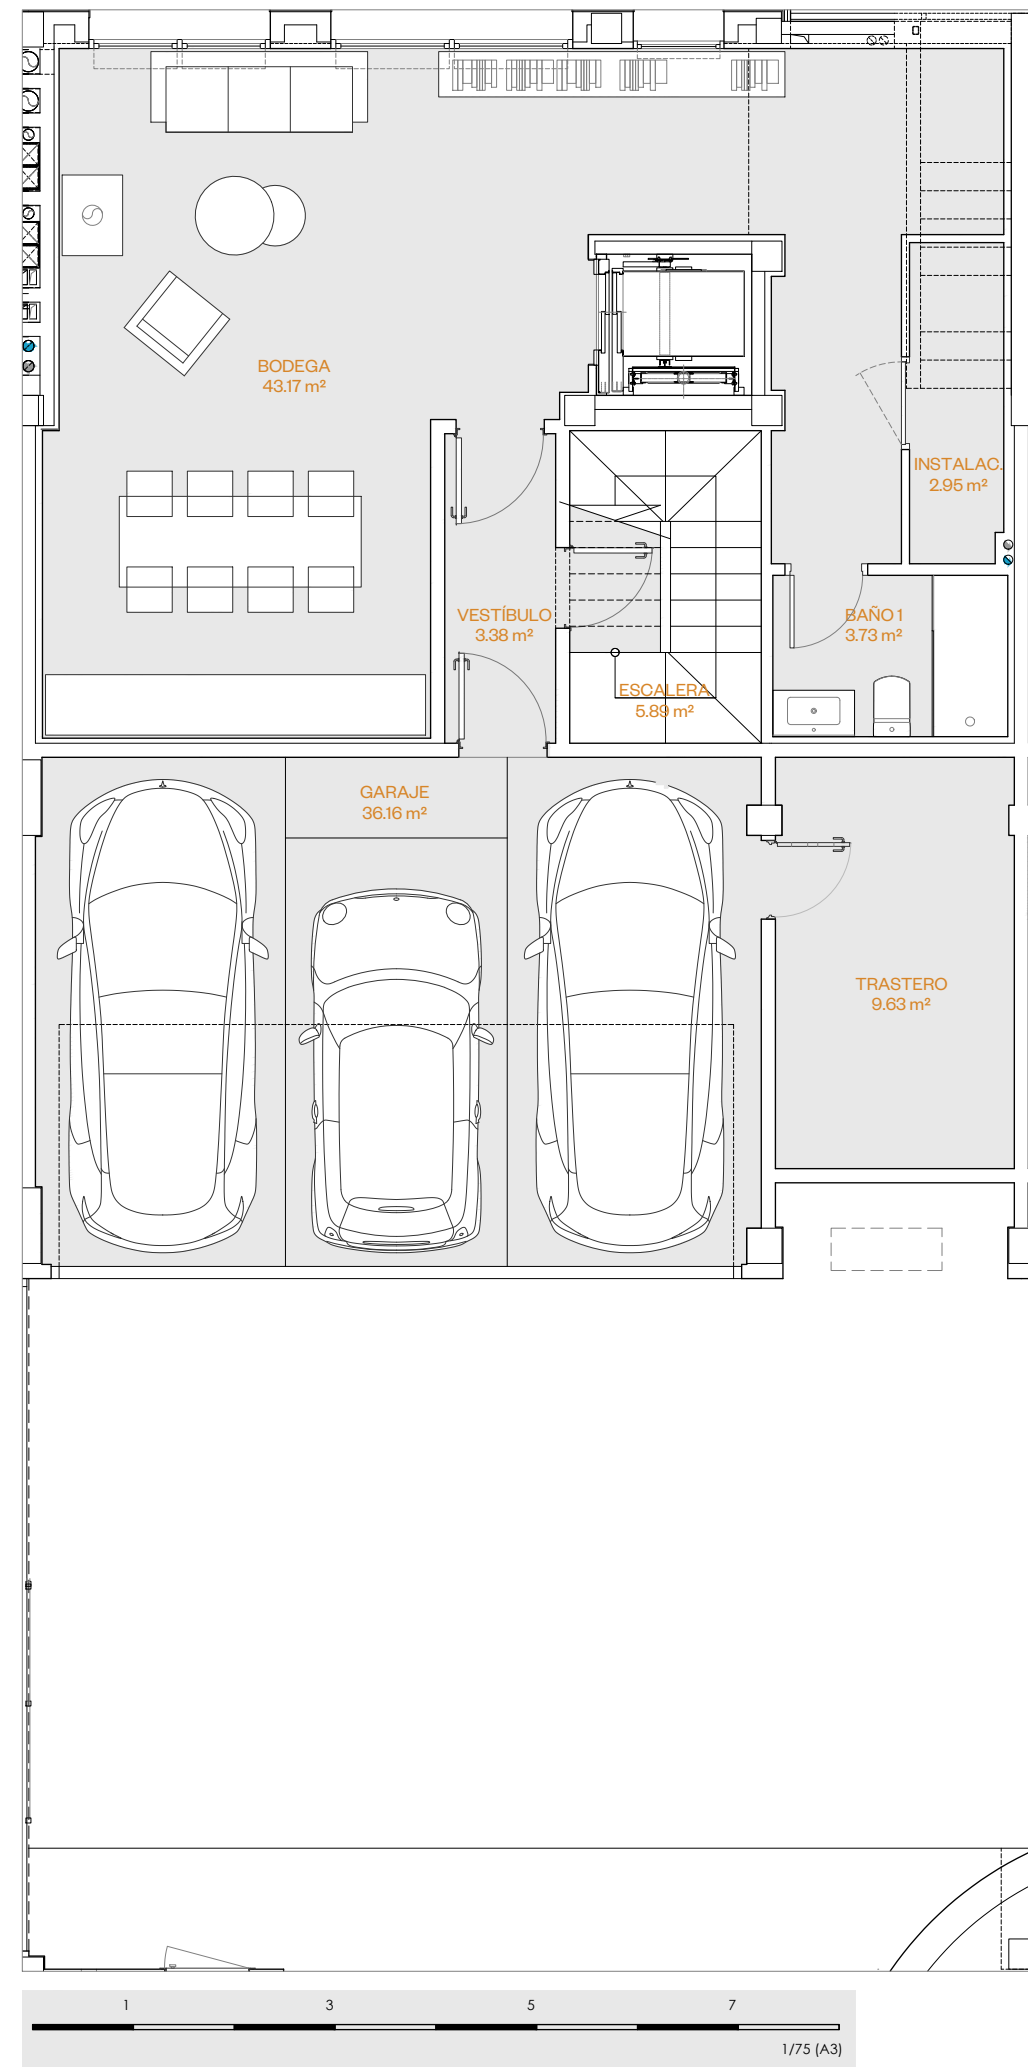 BODEGA
43.17 m²
INSTALAC.
2.95 m²
VESTÍBULO
3.38 m²
BAÑO 1
3.73 m²
ESCALERA
5.89 m²
GARAJE
36.16 m²
TRASTERO
9.63 m²
1 3 5 7
1/75 (A3)